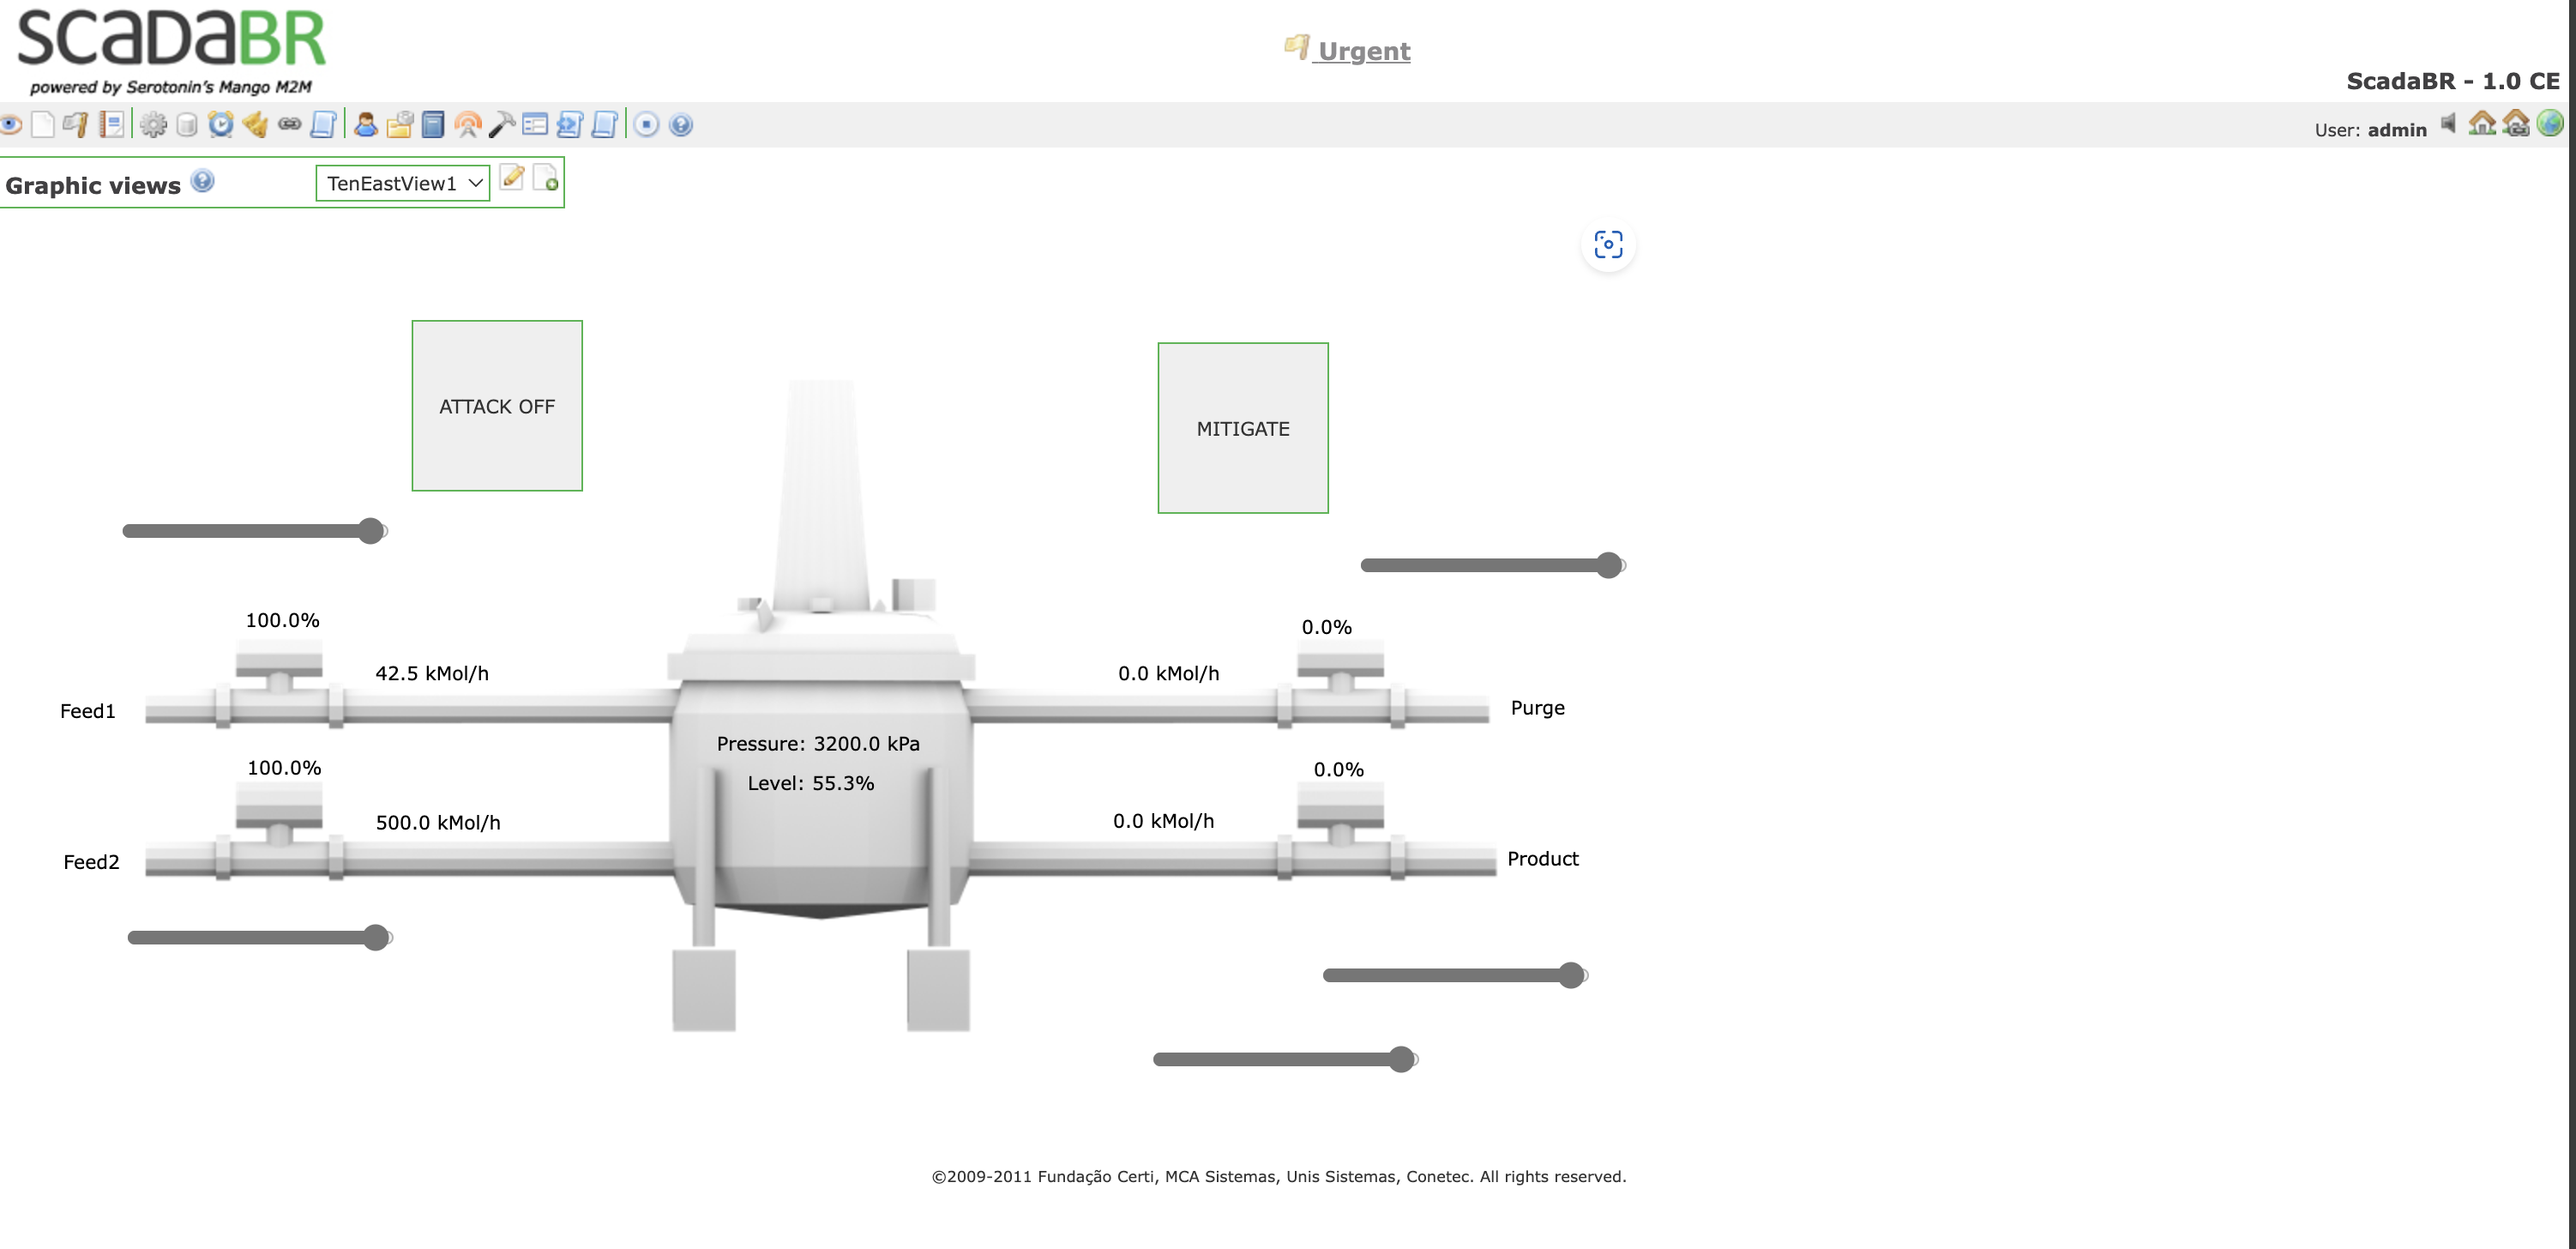 scadaBR
powered by Serotonin's Mango M2M
Urgent
ScadaBR - 1.0 CE
User: admin
Graphic views
TenEastView1
ATTACK OFF
MITIGATE
100.0%
0.0%
42.5 kMol/h
0.0 kMol/h
Feed1
Purge
Pressure: 3200.0 kPa
100.0%
0.0%
Level: 55.3%
500.0 kMol/h
0.0 kMol/h
Feed2
Product
©2009-2011 Fundação Certi, MCA Sistemas, Unis Sistemas, Conetec. All rights reserved.